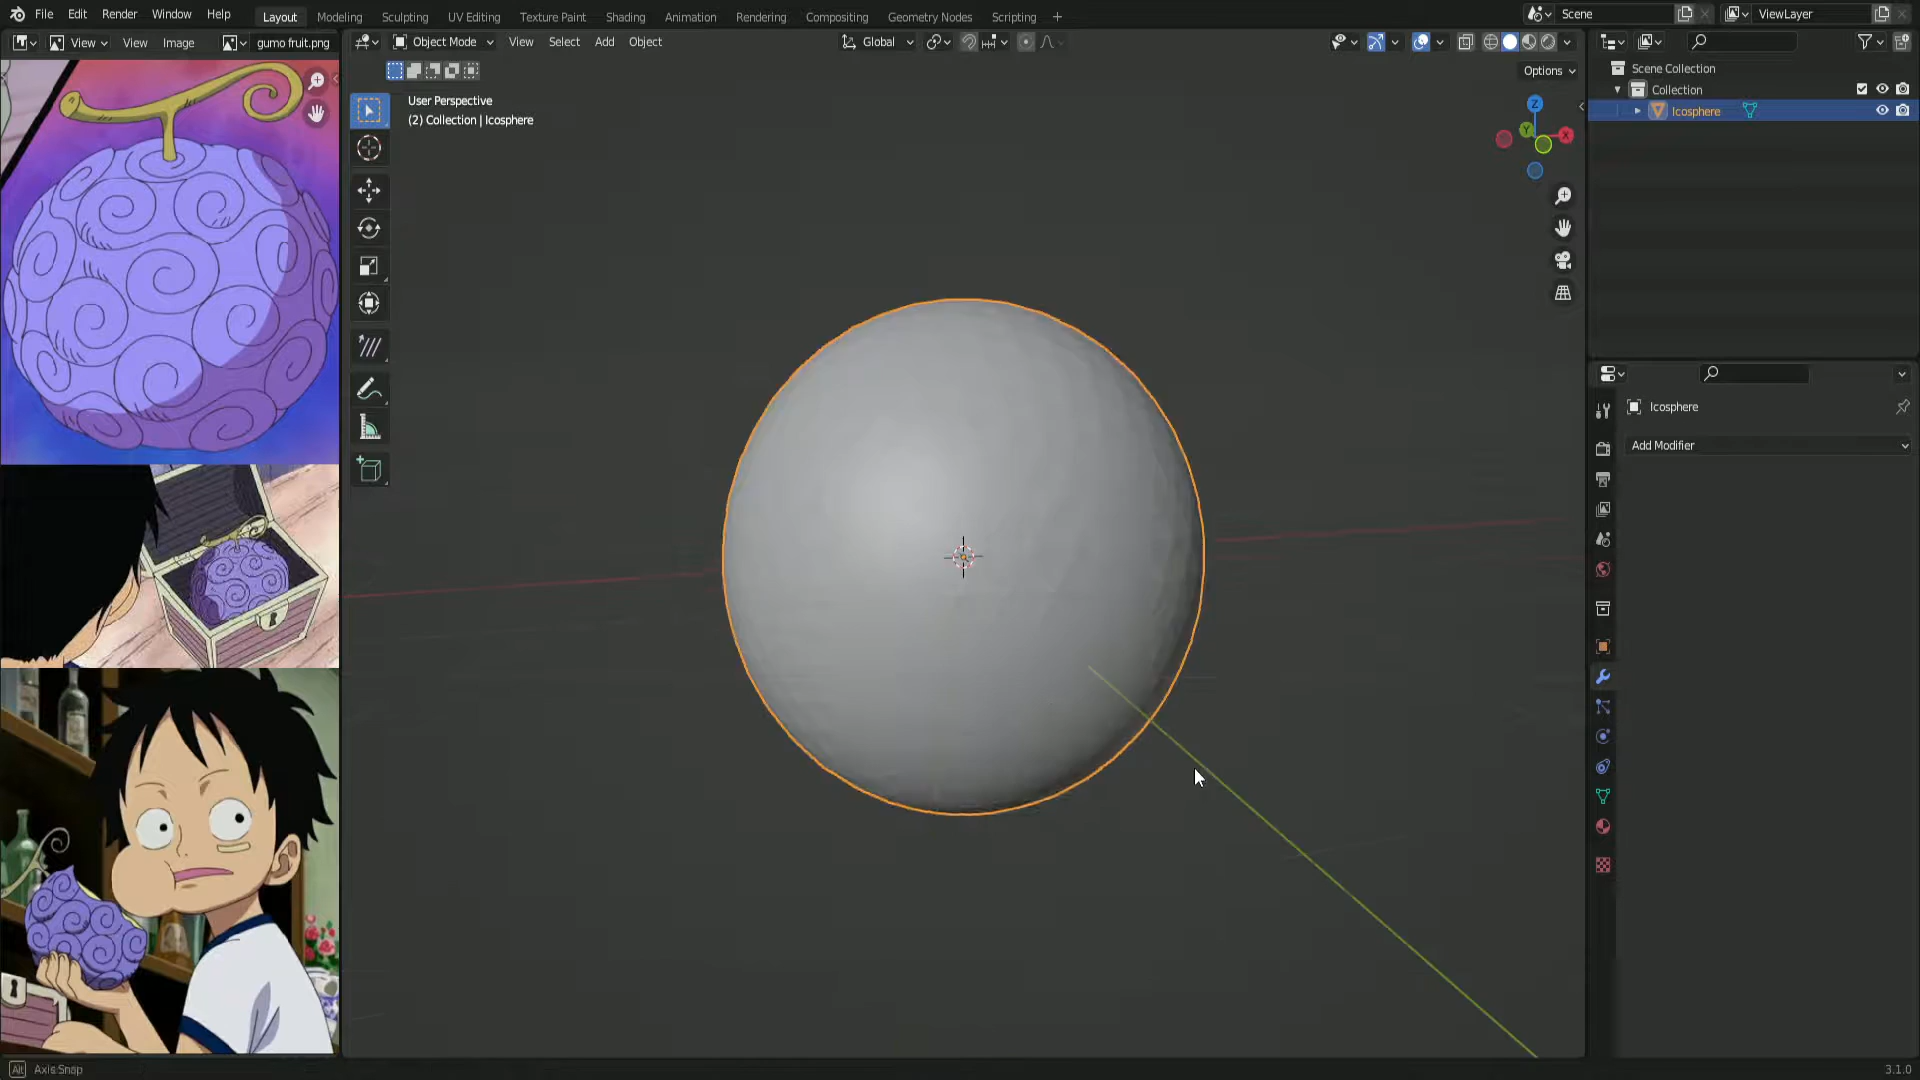 File Edit Render Window Help Layout Modeling Sculpting UV Editing Texture Paint Shading Animation Rendering Compositing Geometry Nodes Scripting + Scene ViewLayer
View View Image gumo fruit.png Object Mode View Select Add Object Global
Options
User Perspective
(2) Collection | Icosphere
Z
Y
X
Scene Collection
Collection
Icosphere
Icosphere
Add Modifier
Alt Axis Snap
3.1.0